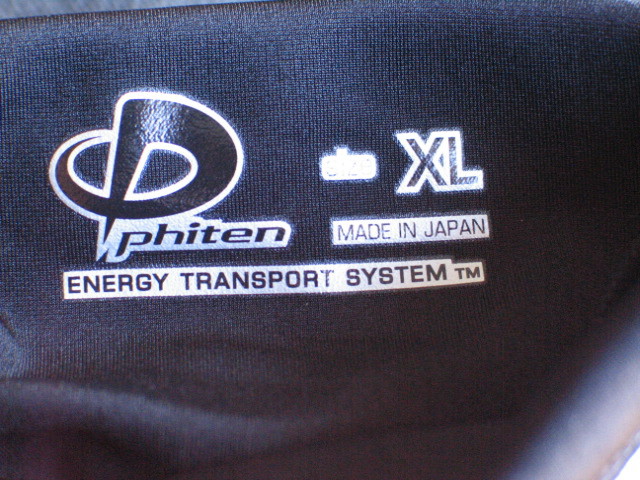 size XL
phiten MADE IN JAPAN
ENERGY TRANSPORT SYSTEM™